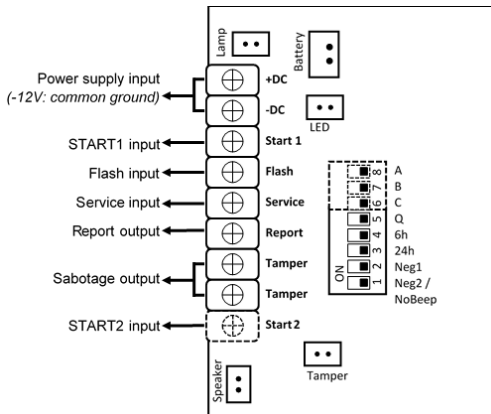 Lamp
Battery
Power supply input
(-12V: common ground)
+DC
-DC
LED
START1 input
Start 1
Flash input
Flash
Service input
Service
Report output
Report
Sabotage output
Tamper
Tamper
START2 input
Start 2
8 A
7 B
6 C
5 Q
4 6h
3 24h
2 Neg1
1 Neg2 /
NoBeep
ON
Speaker
Tamper